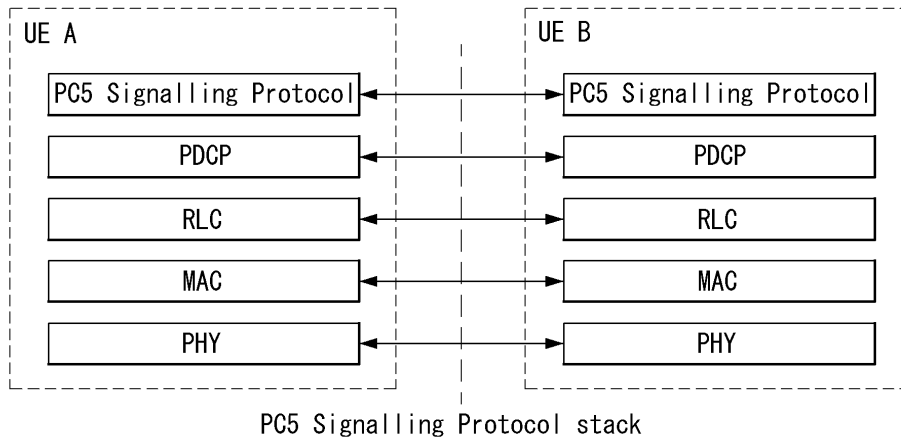 UE A
UE B
PC5 Signalling Protocol
PC5 Signalling Protocol
PDCP
PDCP
RLC
RLC
MAC
MAC
PHY
PHY
PC5 Signalling Protocol stack